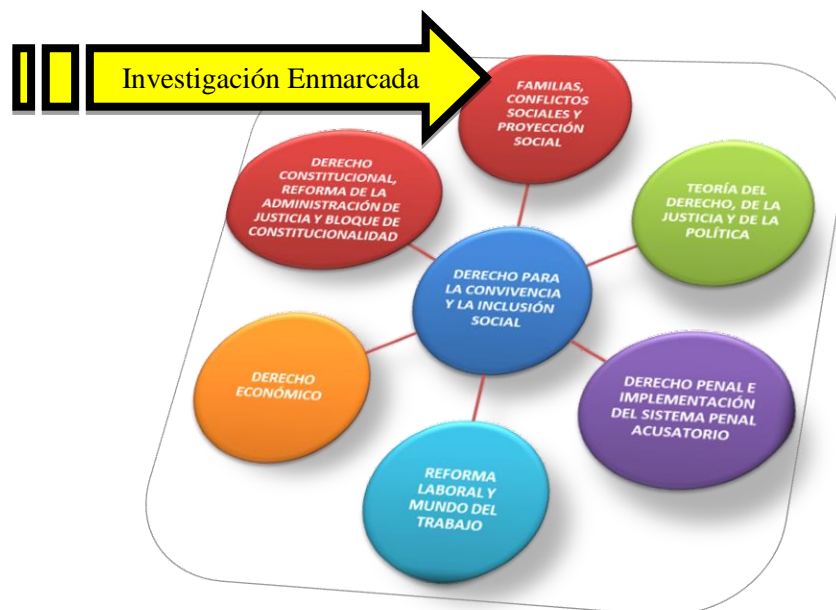 Investigación Enmarcada
FAMILIAS,
CONFLICTOS
SOCIALES Y
PROYECCIÓN
SOCIAL
DERECHO
CONSTITUCIONAL,
REFORMA DE LA
ADMINISTRACIÓN DE
JUSTICIA Y BLOQUE DE
CONSTITUCIONALIDAD
TEORÍA DEL
DERECHO, DE LA
JUSTICIA Y DE LA
POLÍTICA
DERECHO PARA
LA CONVIVENCIA
Y LA INCLUSIÓN
SOCIAL
DERECHO
ECONÓMICO
DERECHO PENAL E
IMPLEMENTACIÓN
DEL SISTEMA PENAL
ACUSATORIO
REFORMA
LABORAL Y
MUNDO DEL
TRABAJO